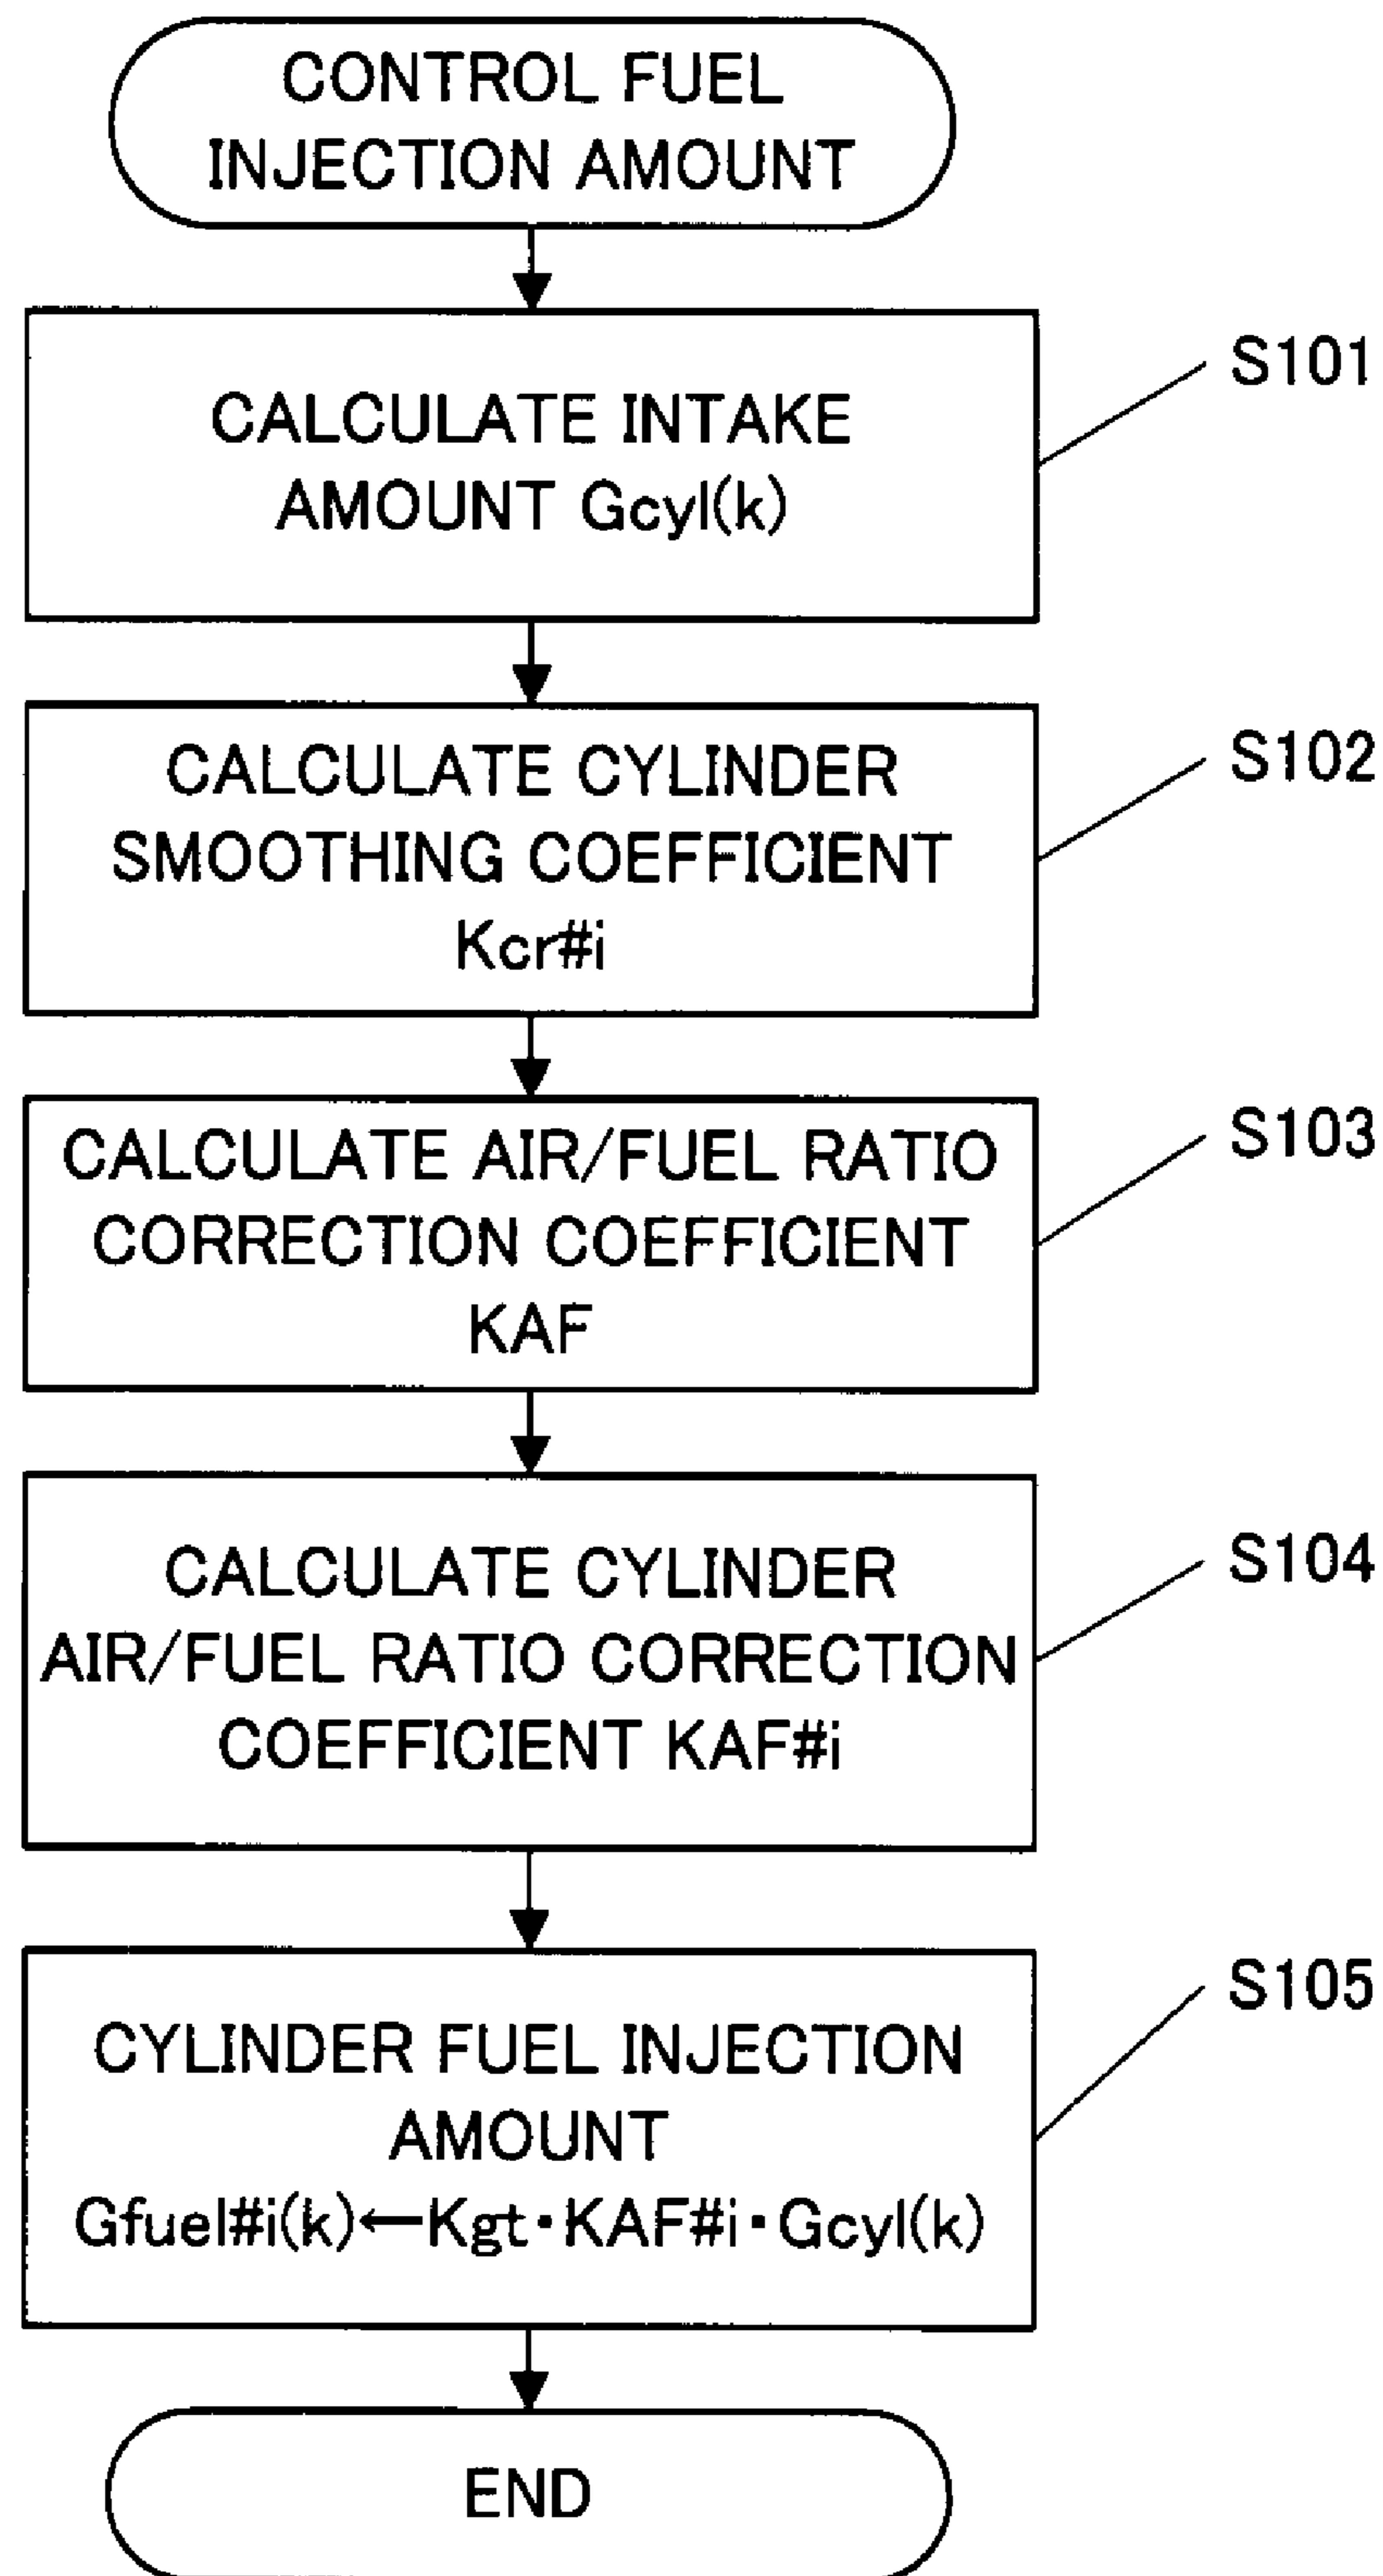 CONTROL FUEL
INJECTION AMOUNT
CALCULATE INTAKE
AMOUNT Gcyl(k)
S101
CALCULATE CYLINDER
SMOOTHING COEFFICIENT
Kcr#i
S102
CALCULATE AIR/FUEL RATIO
CORRECTION COEFFICIENT
KAF
S103
CALCULATE CYLINDER
AIR/FUEL RATIO CORRECTION
COEFFICIENT KAF#i
S104
CYLINDER FUEL INJECTION
AMOUNT
Gfuel#i(k)←Kgt・KAF#i・Gcyl(k)
S105
END